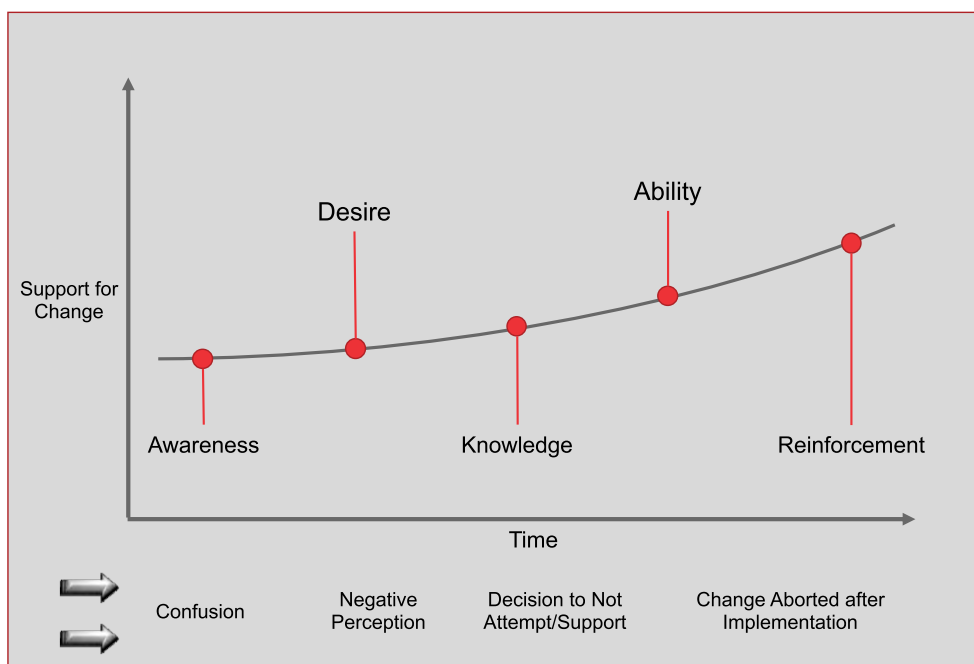 Ability
Desire
Support for
Change
Awareness
Knowledge
Reinforcement
Time
Confusion
Negative
Perception
Decision to Not
Attempt/Support
Change Aborted after
Implementation